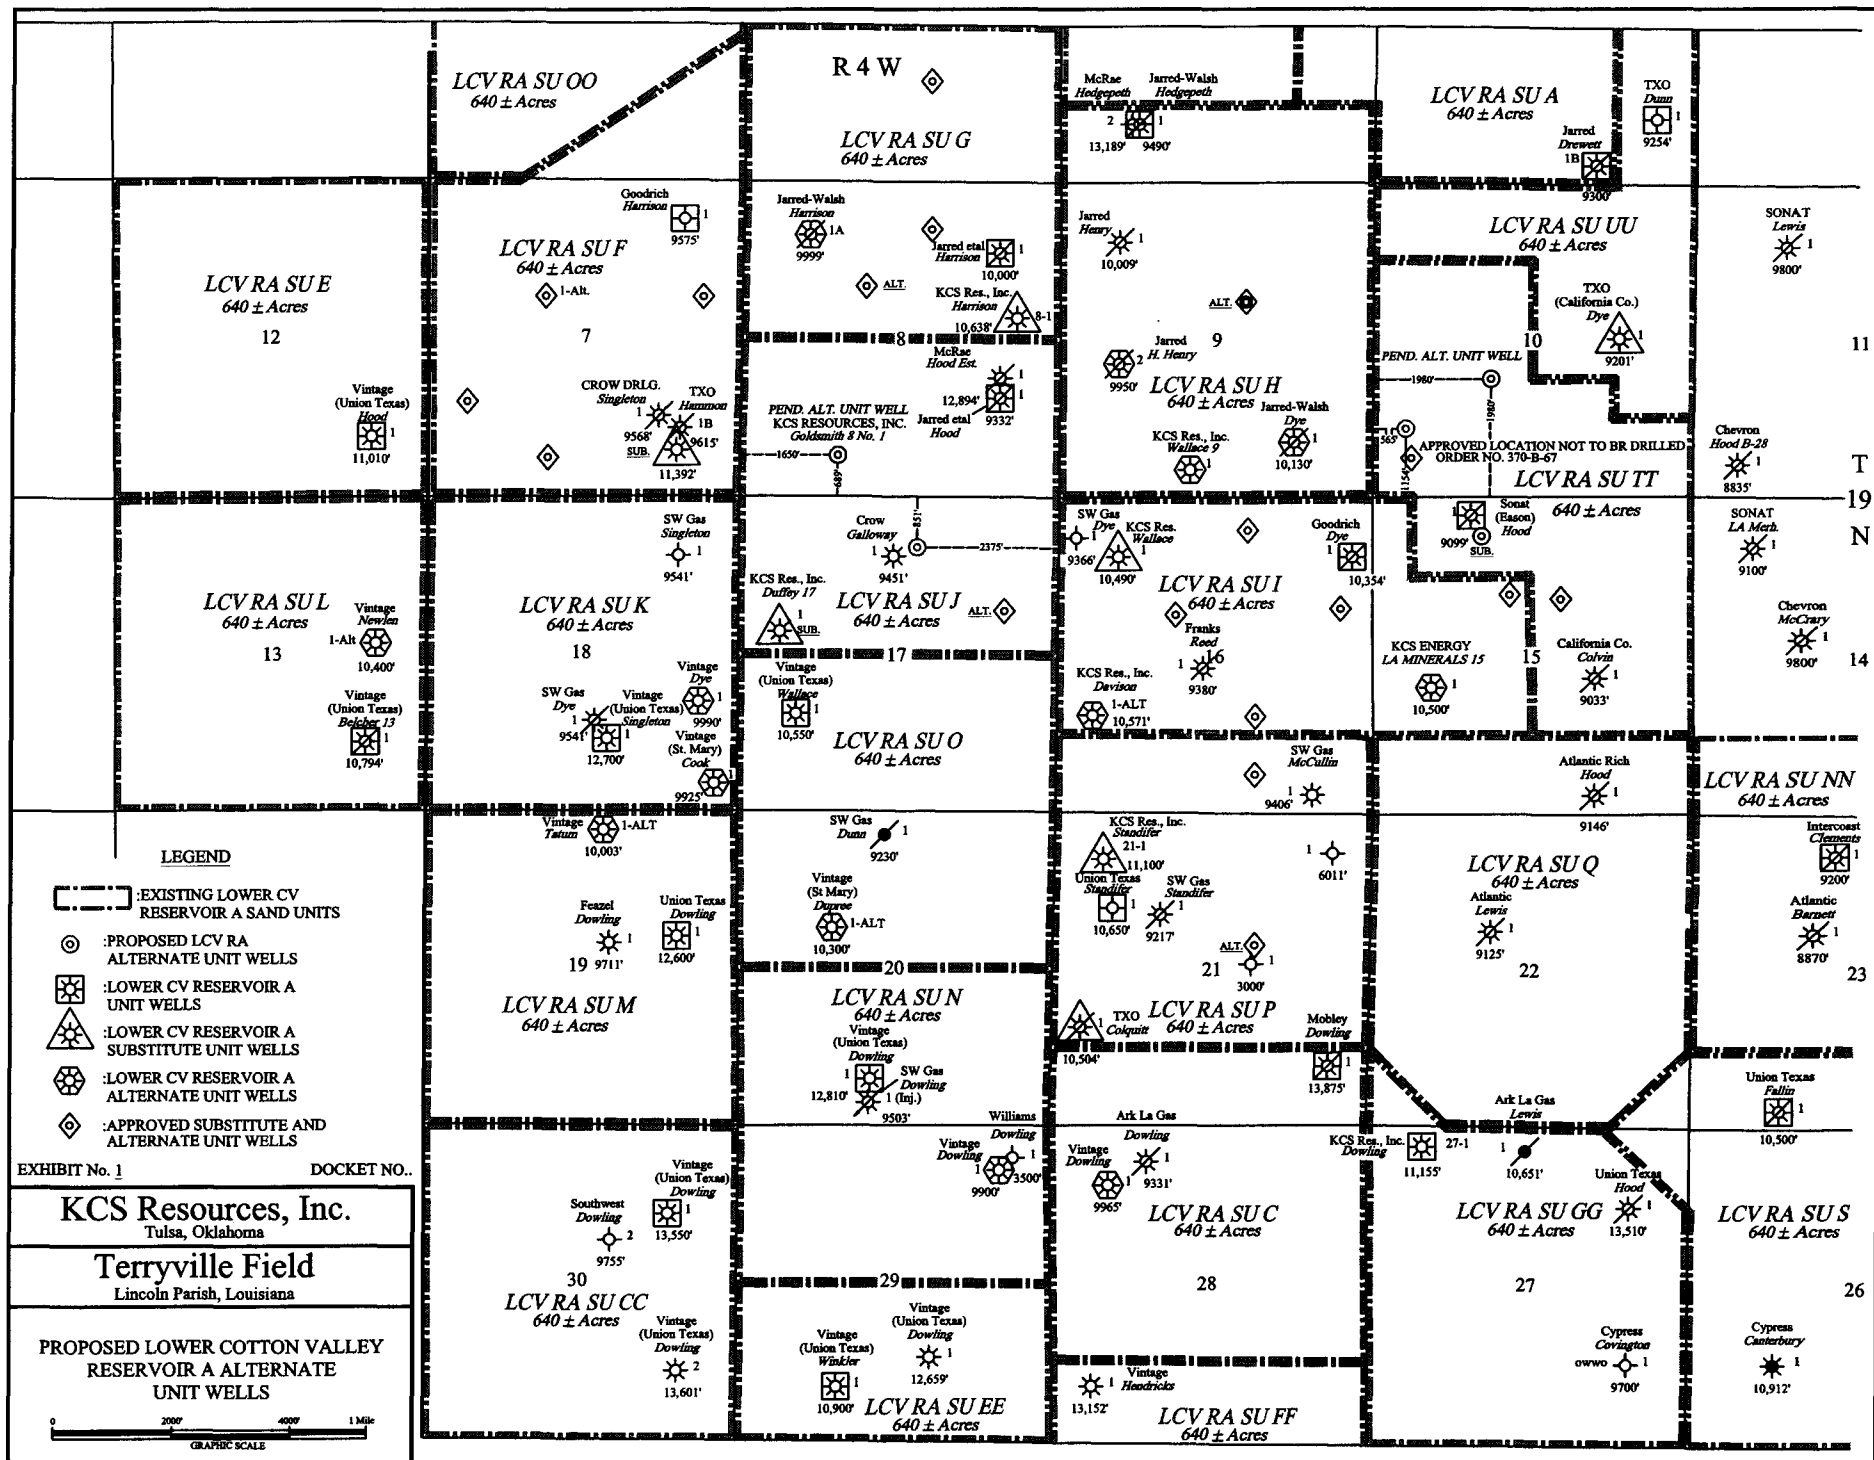 R 4 W
LCV RA SU OO
640 ± Acres
LCV RA SU G
640 ± Acres
McRae
Hedgepeth
Jarred-Walsh
Hedgepeth
2
1
13,189'
9490'
LCV RA SU A
640 ± Acres
Jarred
Drewett
1B
9300'
TXO
Dunn
1
9254'
LCV RA SU E
640 ± Acres
12
Vintage
(Union Texas)
Hood
1
11,010'
Goodrich
Harrison
1
9575'
LCV RA SU F
640 ± Acres
1-Alt.
7
CROW DRLG.
Singleton
1
9568'
TXO
Hammon
1B
9615'
SUB.
11,392'
Jarred-Walsh
Harrison
1A
9999'
Jarred etal
Harrison
1
10,000'
ALT.
KCS Res., Inc.
Harrison
8-1
10,638'
8
McRae
Hood Est.
1
12,894'
1
9332'
Jarred etal
Hood
PEND. ALT. UNIT WELL
KCS RESOURCES, INC.
Goldsmith 8 No. 1
1650'
689'
Jarred
Henry
1
10,009'
ALT.
9
Jarred
H. Henry
2
9950'
LCV RA SU H
640 ± Acres
Jarred-Walsh
Dye
1
10,130'
KCS Res., Inc.
Wallace 9
1
LCV RA SU UU
640 ± Acres
TXO
(California Co.)
Dye
1
9201'
10
PEND. ALT. UNIT WELL
1980'
1980'
565'
1154'
APPROVED LOCATION NOT TO BR DRILLED
ORDER NO. 370-B-67
LCV RA SU TT
640 ± Acres
SONAT
Lewis
1
9800'
11
Chevron
Hood B-28
1
8835'
T
19
N
LCV RA SU L
640 ± Acres
13
Vintage
Newlen
1-Alt
10,400'
Vintage
(Union Texas)
Belcher 13
1
10,794'
SW Gas
Singleton
1
9541'
LCV RA SU K
640 ± Acres
18
SW Gas
Dye
1
9541'
Vintage
(Union Texas)
Singleton
1
12,700'
Vintage
Dye
1
9990'
Vintage
(St. Mary)
Cook
1
9925'
Crow
Galloway
1
9451'
851'
2375'
KCS Res., Inc.
Duffey 17
1
SUB.
LCV RA SU J
640 ± Acres
ALT.
17
Vintage
(Union Texas)
Wallace
1
10,550'
LCV RA SU O
640 ± Acres
SW Gas
Dye
1
9366'
KCS Res.
Wallace
1
10,490'
Goodrich
Dye
1
10,354'
LCV RA SU I
640 ± Acres
Franks
Reed
1
16
9380'
KCS Res., Inc.
Davison
1-ALT
10,571'
Sonat
(Eason)
Hood
1
9099'
SUB.
KCS ENERGY
LA MINERALS 15
1
10,500'
15
California Co.
Colvin
1
9033'
SONAT
LA Merh.
1
9100'
Chevron
McCrary
1
9800'
14
SW Gas
McCullin
1
9406'
Atlantic Rich
Hood
1
9146'
LCV RA SU NN
640 ± Acres
Vintage
Tatum
1-ALT
10,003'
Feazel
Dowling
1
9711'
19
Union Texas
Dowling
1
12,600'
LCV RA SU M
640 ± Acres
SW Gas
Dunn
1
9230'
Vintage
(St Mary)
Dupree
1-ALT
10,300'
20
LCV RA SU N
640 ± Acres
Vintage
(Union Texas)
Dowling
1
12,810'
SW Gas
Dowling
1 (Inj.)
9503'
KCS Res., Inc.
Standifer
21-1
11,100'
Union Texas
Standifer
1
10,650'
SW Gas
Standifer
1
9217'
1
6011'
ALT.
1
3000'
21
LCV RA SU P
640 ± Acres
TXO
Colquitt
1
10,504'
Mobley
Dowling
1
13,875'
LCV RA SU Q
640 ± Acres
Atlantic
Lewis
1
9125'
22
Intercoast
Clements
1
9200'
Atlantic
Barnett
1
8870'
23
Union Texas
Fallin
1
10,500'
Vintage
(Union Texas)
Dowling
1
13,550'
Southwest
Dowling
2
9755'
30
LCV RA SU CC
640 ± Acres
Vintage
(Union Texas)
Dowling
2
13,601'
Williams
Dowling
3500'
Vintage
Dowling
1
9900'
29
Vintage
(Union Texas)
Dowling
1
12,659'
Vintage
(Union Texas)
Winkler
1
10,900'
LCV RA SU EE
640 ± Acres
Ark La Gas
Dowling
1
9331'
Vintage
Dowling
1
9965'
LCV RA SU C
640 ± Acres
28
Vintage
Hendricks
1
13,152'
LCV RA SU FF
640 ± Acres
KCS Res., Inc.
Dowling
27-1
11,155'
Ark La Gas
Lewis
1
10,651'
Union Texas
Hood
1
13,510'
LCV RA SU GG
640 ± Acres
27
Cypress
Covington
owwo
1
9700'
LCV RA SU S
640 ± Acres
26
Cypress
Canterbury
1
10,912'
LEGEND
:EXISTING LOWER CV
RESERVOIR A SAND UNITS
:PROPOSED LCV RA
ALTERNATE UNIT WELLS
:LOWER CV RESERVOIR A
UNIT WELLS
:LOWER CV RESERVOIR A
SUBSTITUTE UNIT WELLS
:LOWER CV RESERVOIR A
ALTERNATE UNIT WELLS
:APPROVED SUBSTITUTE AND
ALTERNATE UNIT WELLS
EXHIBIT No. 1
DOCKET NO..
KCS Resources, Inc.
Tulsa, Oklahoma
Terryville Field
Lincoln Parish, Louisiana
PROPOSED LOWER COTTON VALLEY
RESERVOIR A ALTERNATE
UNIT WELLS
0 2000' 4000' 1 Mile
GRAPHIC SCALE